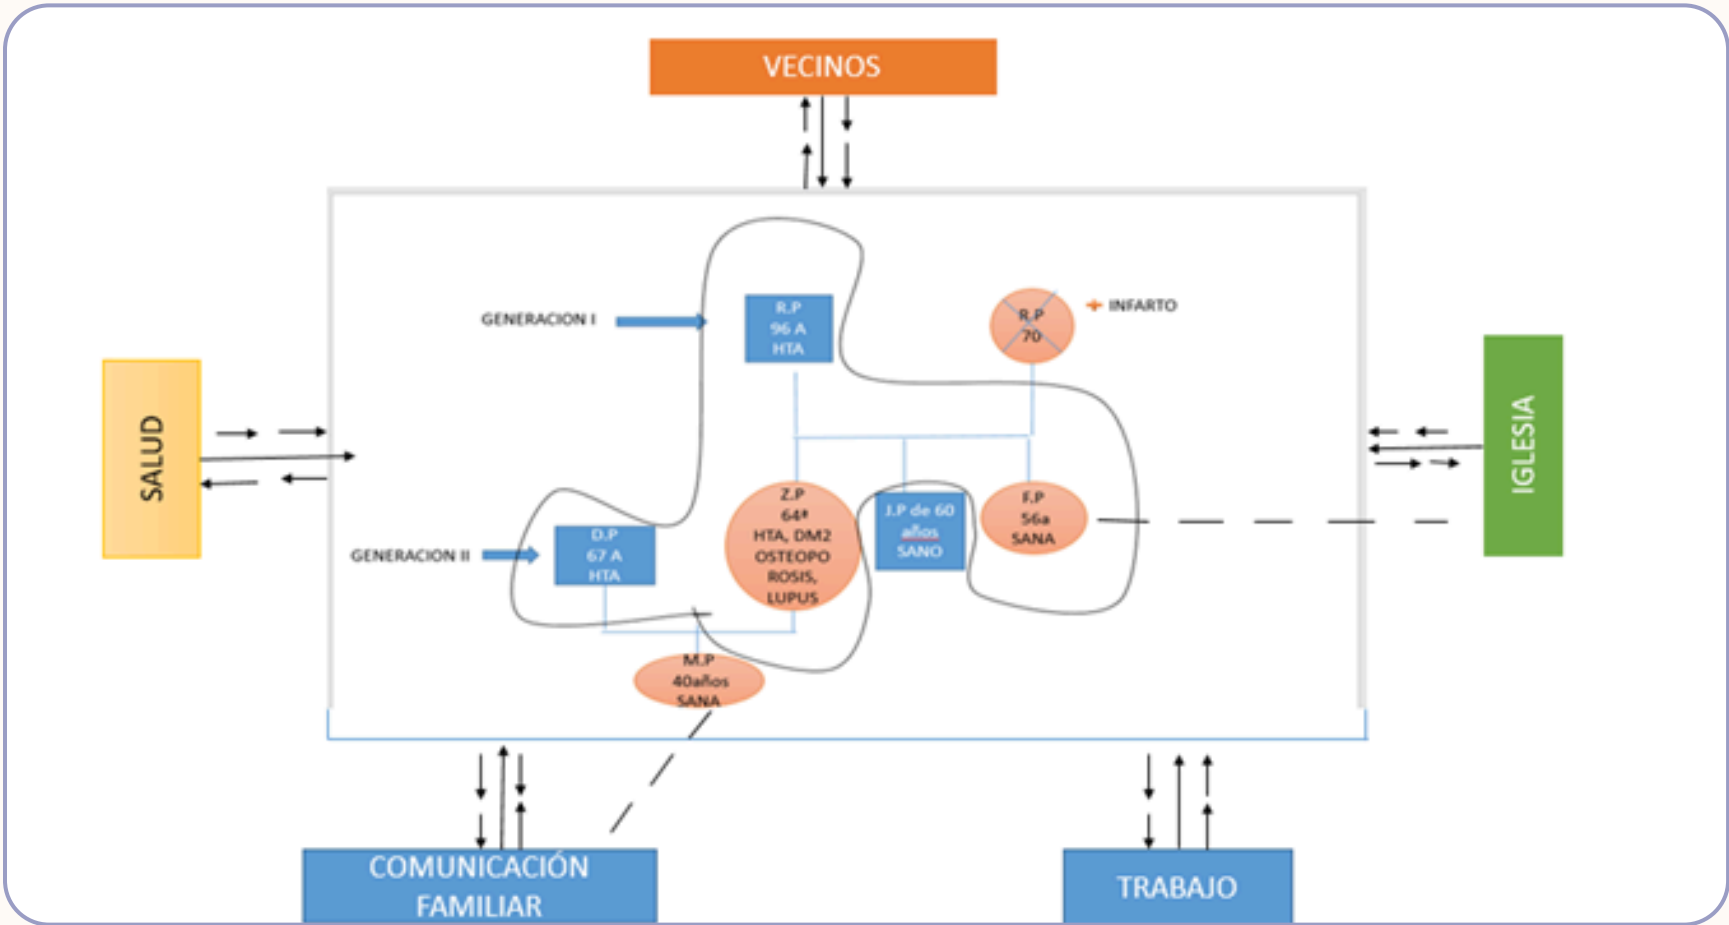 VECINOS
GENERACION I
R.P
96 A
HTA
R.P
70
INFARTO
SALUD
IGLESIA
GENERACION II
D.P
67 A
HTA
Z.P
64ª
HTA, DM2
OSTEOPO
ROSIS,
LUPUS
J.P de 60
años
SANO
F.P
56a
SANA
M.P
40años
SANA
COMUNICACIÓN
FAMILIAR
TRABAJO